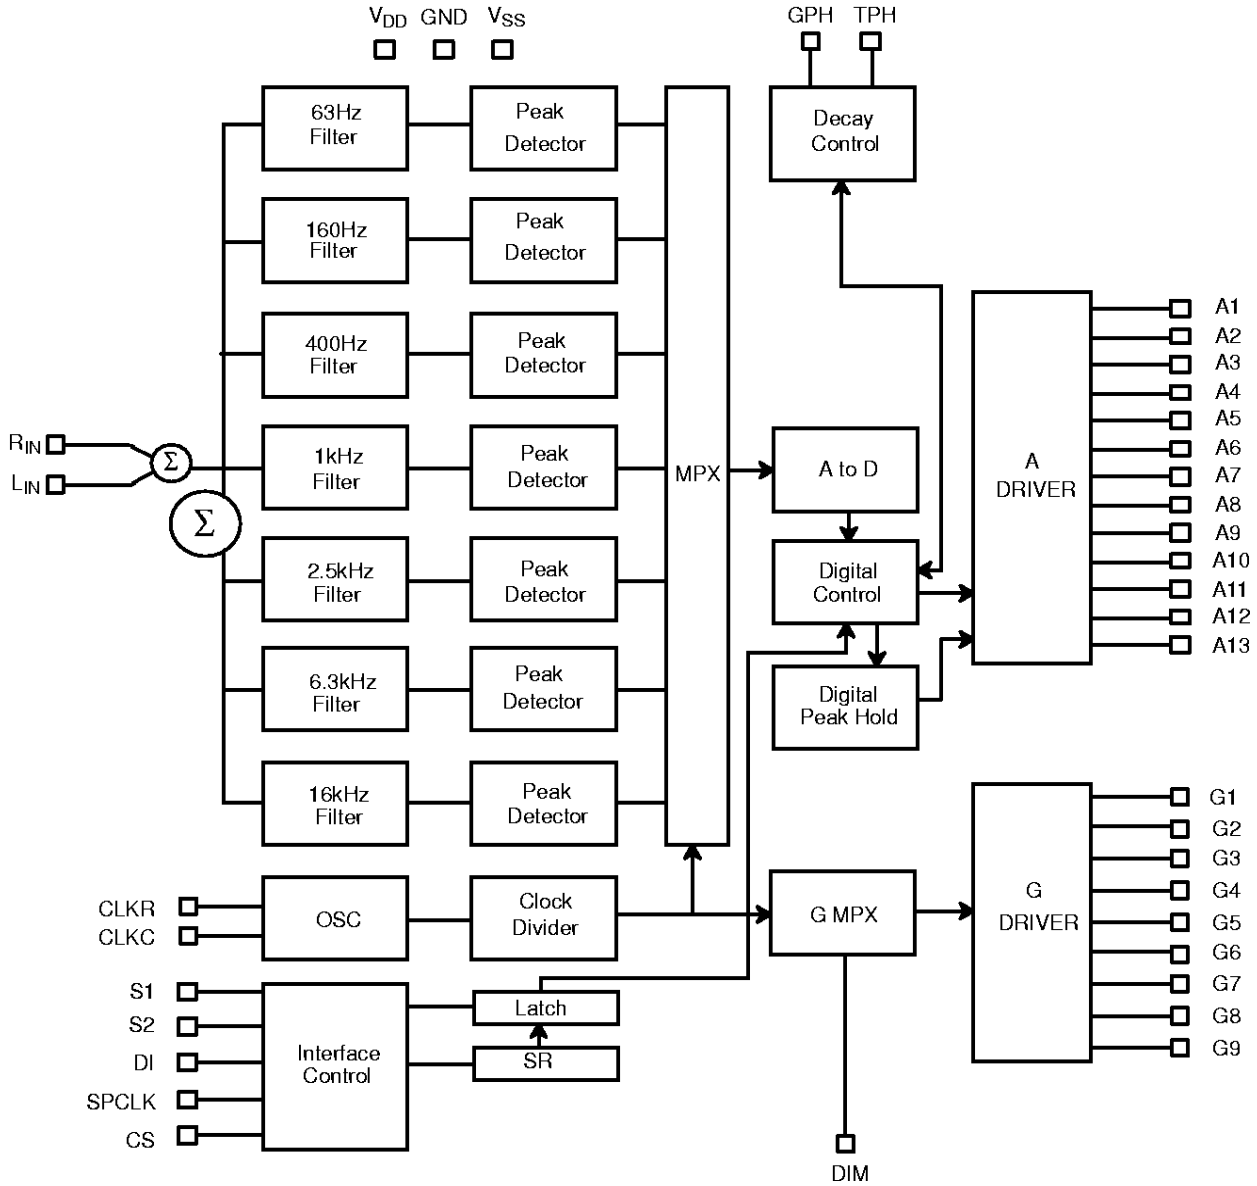 VDD GND VSS
GPH TPH
63Hz
Filter
Peak
Detector
Decay
Control
160Hz
Filter
Peak
Detector
400Hz
Filter
Peak
Detector
RIN
LIN
Σ
Σ
1kHz
Filter
Peak
Detector
MPX
A to D
2.5kHz
Filter
Peak
Detector
Digital
Control
6.3kHz
Filter
Peak
Detector
Digital
Peak Hold
16kHz
Filter
Peak
Detector
A
DRIVER
A1
A2
A3
A4
A5
A6
A7
A8
A9
A10
A11
A12
A13
CLKR
CLKC
OSC
Clock
Divider
G MPX
G
DRIVER
G1
G2
G3
G4
G5
G6
G7
G8
G9
S1
S2
DI
SPCLK
CS
Interface
Control
Latch
SR
DIM